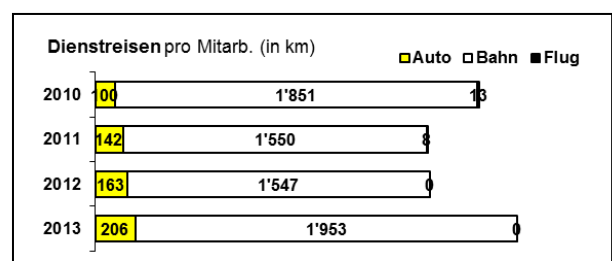 Dienstreisen pro Mitarb. (in km)
Auto Bahn Flug
2010 100 1'851 13
2011 142 1'550 8
2012 163 1'547 0
2013 206 1'953 0